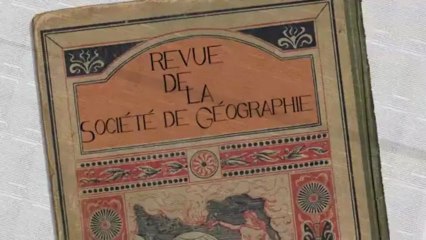 REVUE
DE
LA
SOCIÉTÉ DE GÉOGRAPHIE